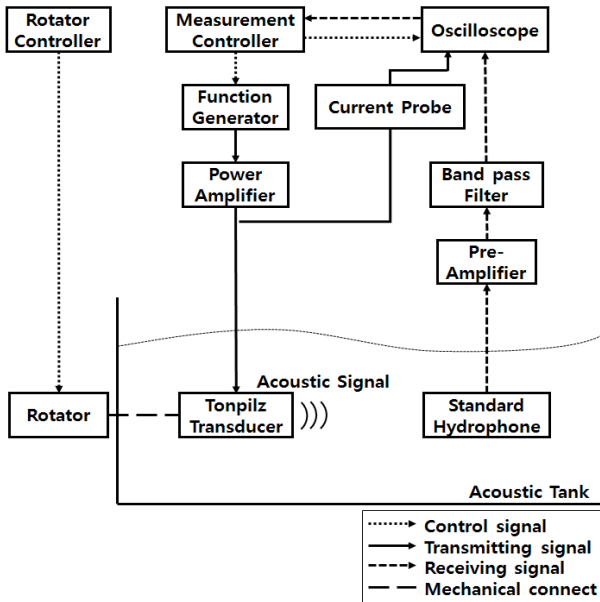 Rotator
Controller
Measurement
Controller
Oscilloscope
Function
Generator
Current Probe
Power
Amplifier
Band pass
Filter
Pre-
Amplifier
Acoustic Signal
Rotator
Tonpilz
Transducer
Standard
Hydrophone
Acoustic Tank
Control signal
Transmitting signal
Receiving signal
Mechanical connect